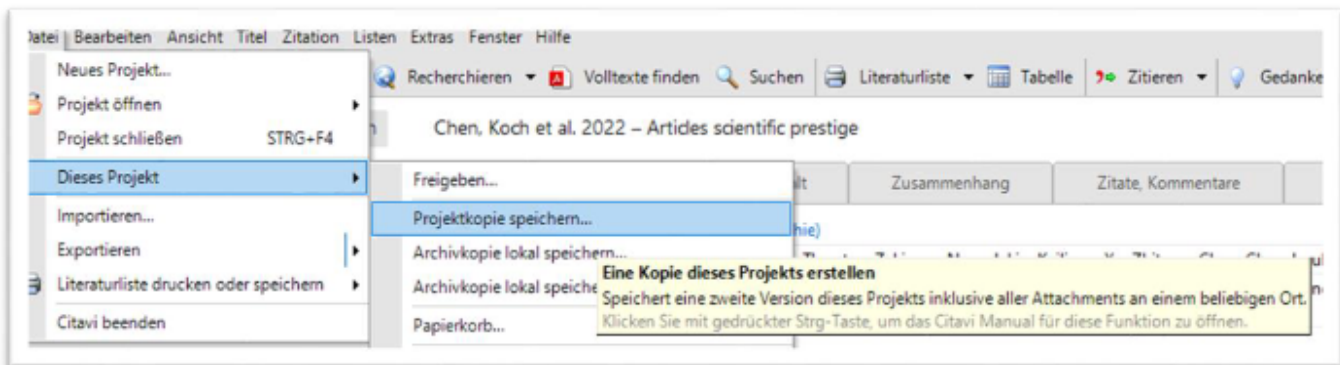 Datei Bearbeiten Ansicht Titel Zitation Listen Extras Fenster Hilfe
Recherchieren Volltexte finden Suchen Literaturliste Tabelle Zitieren Gedanke
Neues Projekt...
Projekt öffnen
Projekt schließen STRG+F4
Dieses Projekt
Importieren...
Exportieren
Literaturliste drucken oder speichern
Citavi beenden
Chen, Koch et al. 2022 – Articles scientific prestige
Zusammenhang Zitate, Kommentare
Freigeben...
Projektkopie speichern...
Archivkopie lokal speichern...
Archivkopie lokal speiche
Papierkorb...
hie)
Eine Kopie dieses Projekts erstellen
Speichert eine zweite Version dieses Projekts inklusive aller Attachments an einem beliebigen Ort.
Klicken Sie mit gedrückter Strg-Taste, um das Citavi Manual für diese Funktion zu öffnen.